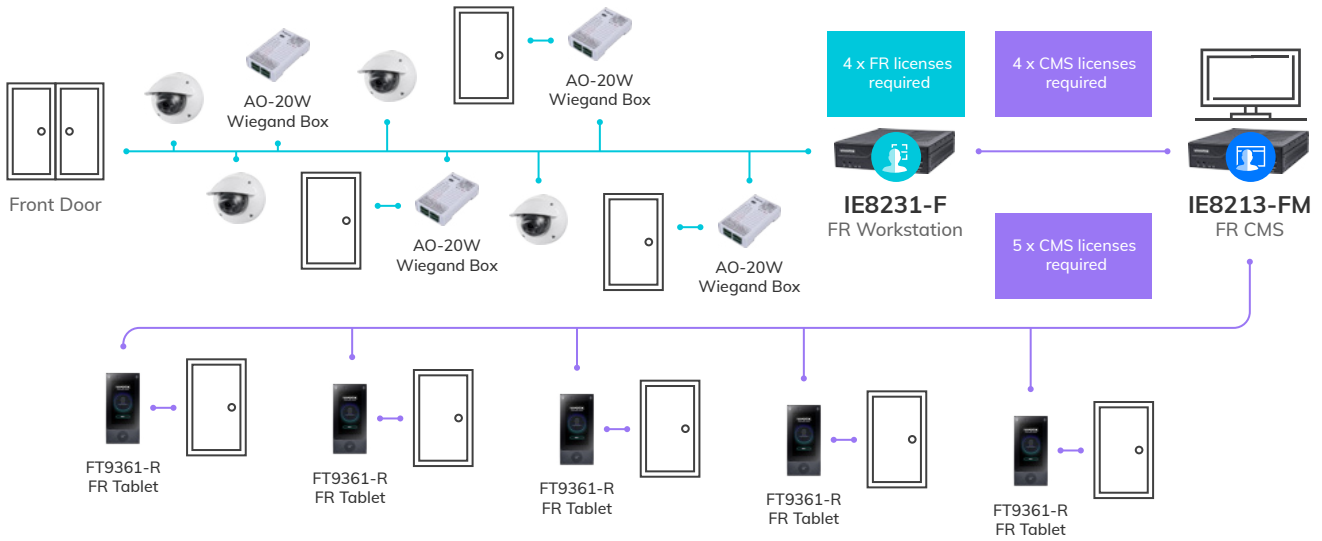 4 x FR licenses
required
4 x CMS licenses
required
AO-20W
Wiegand Box
AO-20W
Wiegand Box
Front Door
IE8231-F
FR Workstation
IE8213-FM
FR CMS
AO-20W
Wiegand Box
AO-20W
Wiegand Box
5 x CMS licenses
required
FT9361-R
FR Tablet
FT9361-R
FR Tablet
FT9361-R
FR Tablet
FT9361-R
FR Tablet
FT9361-R
FR Tablet